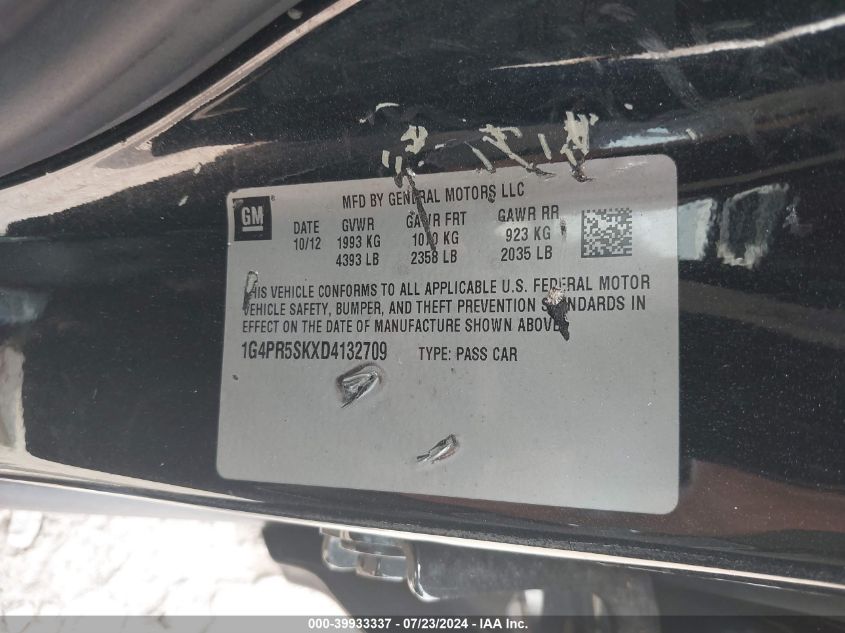 GM
MFD BY GENERAL MOTORS LLC
DATE GVWR GAWR FRT GAWR RR
10/12 1993 KG KG 923 KG
4393 LB 2358 LB 2035 LB
THIS VEHICLE CONFORMS TO ALL APPLICABLE U.S. FEDERAL MOTOR
VEHICLE SAFETY, BUMPER, AND THEFT PREVENTION STANDARDS IN
EFFECT ON THE DATE OF MANUFACTURE SHOWN ABOVE.
1G4PR5SKXD4132709 TYPE: PASS CAR
000-39933337 / 07/23/2024 - IAA Inc.